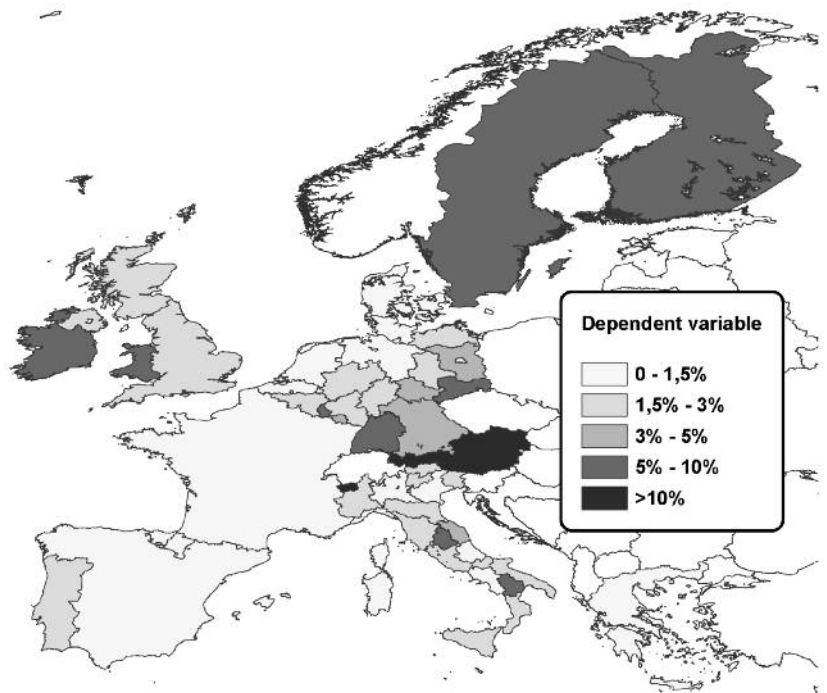 Dependent variable
0 - 1,5%
1,5% - 3%
3% - 5%
5% - 10%
>10%